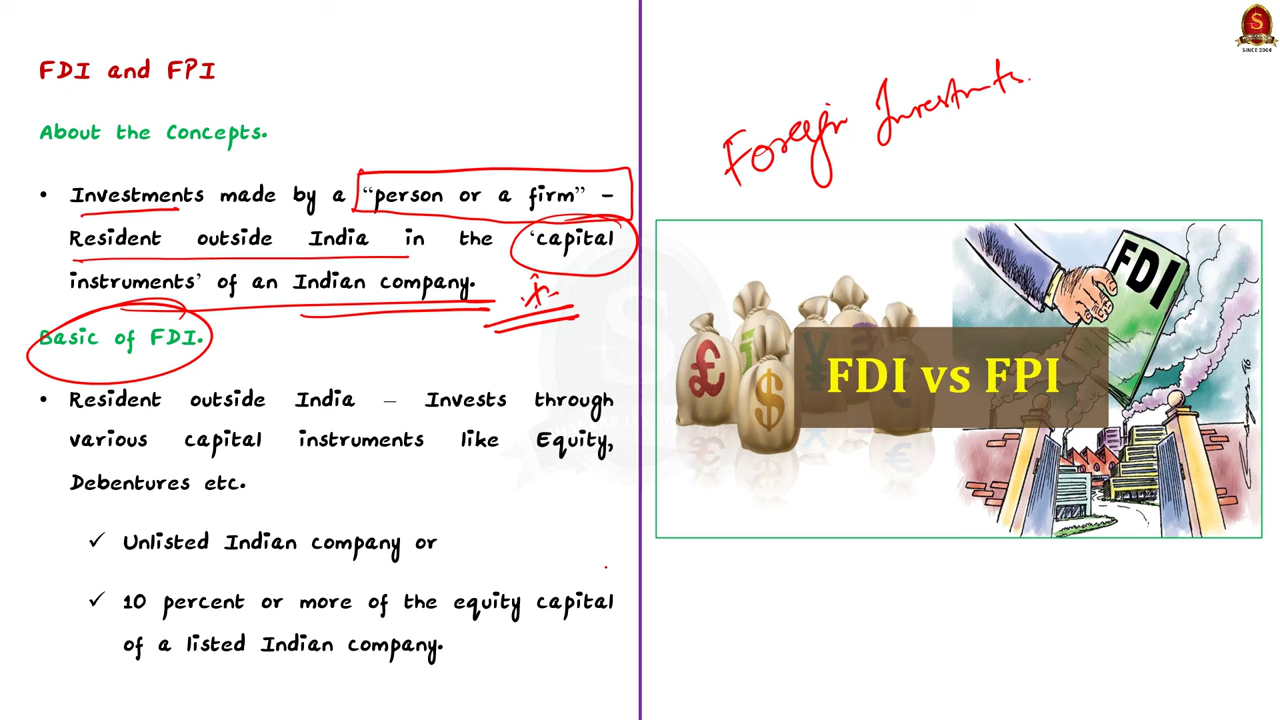 FDI and FPI
About the Concepts.
• Investments made by a “person or a firm” –
Resident outside India in the ‘capital
instruments’ of an Indian company.
Basic of FDI.
• Resident outside India – Invests through
various capital instruments like Equity,
Debentures etc.
✓ Unlisted Indian company or
✓ 10 percent or more of the equity capital
of a listed Indian company.
Foreign Investments.
S
SINCE 2004
FDI
FDI vs FPI